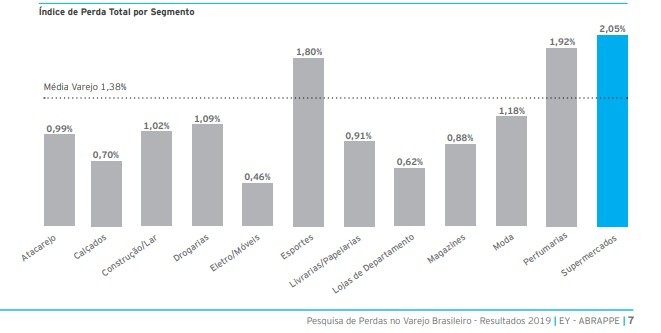 Índice de Perda Total por Segmento
2,05%
1,92%
1,80%
Média Varejo 1,38%
1,18%
1,09%
1,02%
0,99%
0,91%
0,88%
0,70%
0,62%
0,46%
Atacarejo
Calçados
Construção/Lar
Drogarias
Eletro/Móveis
Esportes
Livrarias/Papelarias
Lojas de Departamento
Magazines
Moda
Perfumarias
Supermercados
Pesquisa de Perdas no Varejo Brasileiro - Resultados 2019 | EY - ABRAPPE | 7